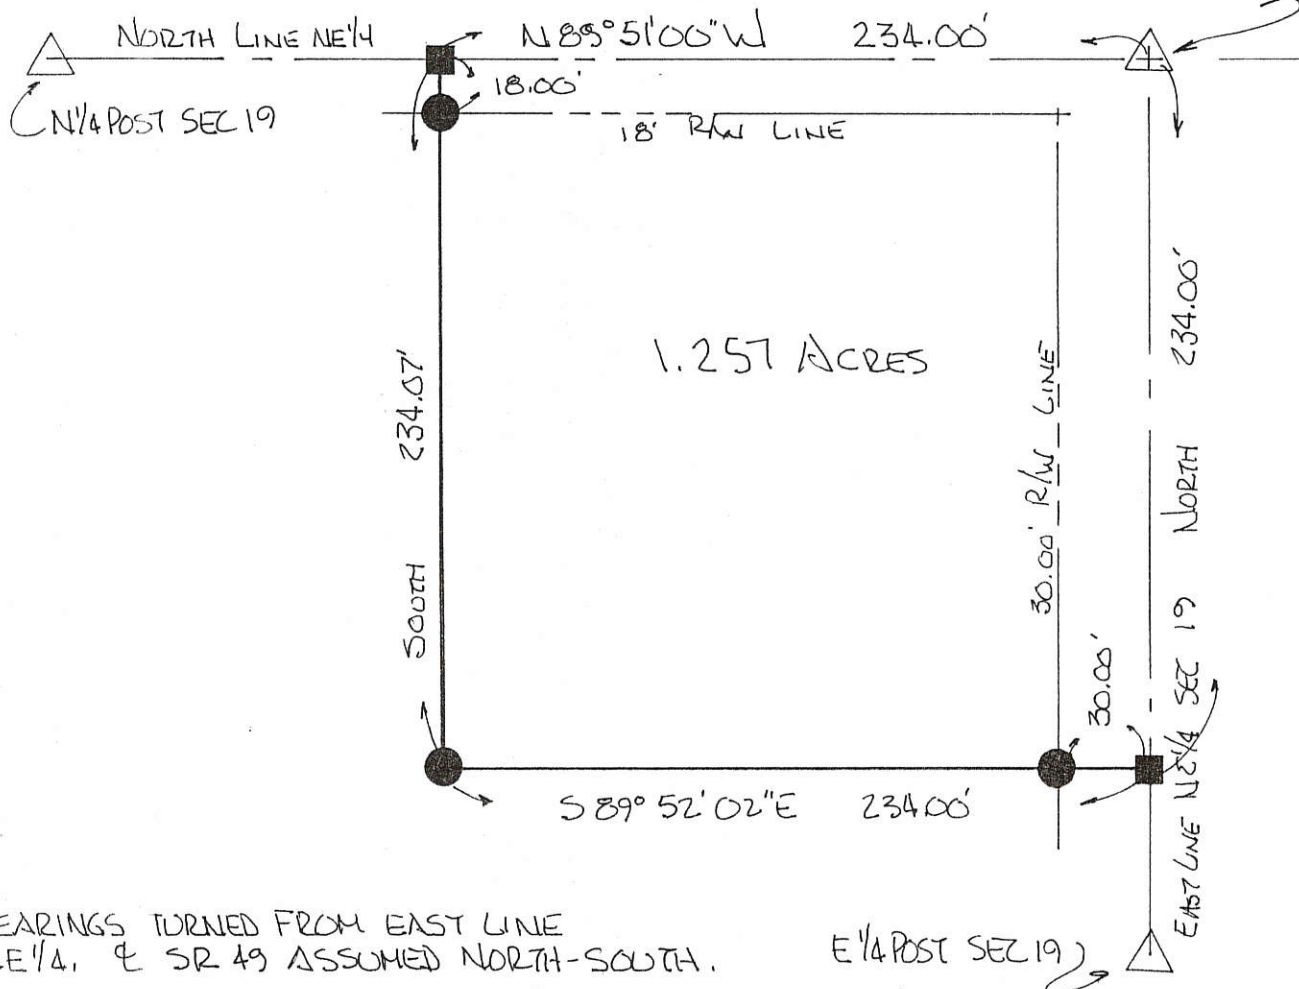 NORTH LINE NE1/4
N 89°51'00" W 234.00'
N1/4 POST SEC 19
18.00'
18' R/W LINE
1.257 ACRES
SOUTH 234.07'
30.00' R/W LINE
EAST LINE NE1/4 SEC 19 NORTH 234.00'
30.00'
S 89° 52' 02" E 234.00'
EARINGS TURNED FROM EAST LINE
E1/4. ℄ SR 49 ASSUMED NORTH-SOUTH.
E1/4 POST SEC 19